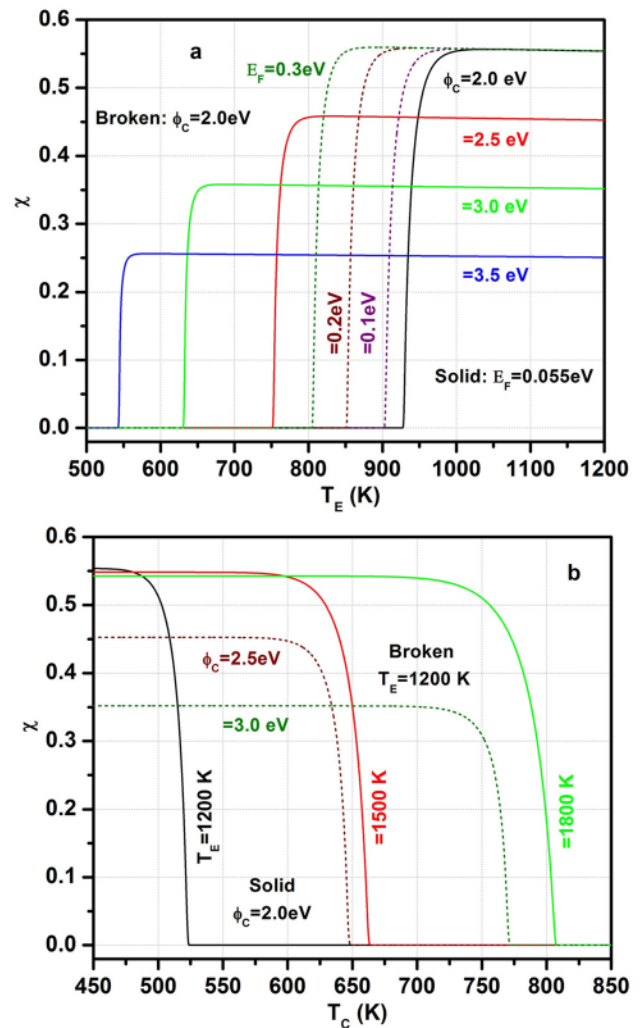 a
E_F=0.3eV
ϕ_C=2.0 eV
Broken: ϕ_C=2.0eV
=2.5 eV
=3.0 eV
=3.5 eV
=0.2eV
=0.1eV
Solid: E_F=0.055eV
χ
0.6
0.5
0.4
0.3
0.2
0.1
0.0
500 600 700 800 900 1000 1100 1200
T_E (K)
b
ϕ_C=2.5eV
Broken
T_E=1200 K
=3.0 eV
T_E=1200 K
=1500 K
=1800 K
Solid
ϕ_C=2.0eV
χ
0.6
0.5
0.4
0.3
0.2
0.1
0.0
450 500 550 600 650 700 750 800 850
T_C (K)